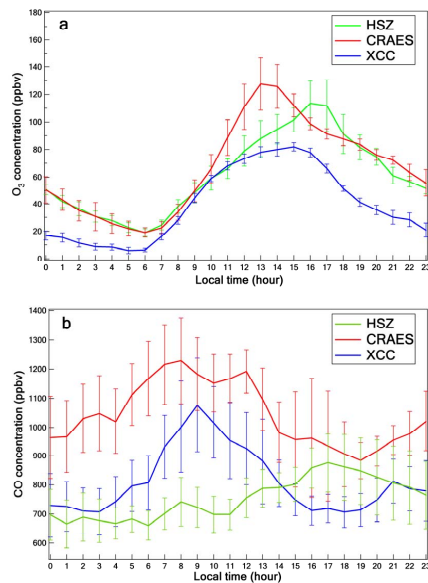 a
HSZ
CRAES
XCC
O3 concentration (ppbv)
160
140
120
100
80
60
40
20
0
0 1 2 3 4 5 6 7 8 9 10 11 12 13 14 15 16 17 18 19 20 21 22 23
Local time (hour)
b
HSZ
CRAES
XCC
CO concentration (ppbv)
1400
1300
1200
1100
1000
900
800
700
600
0 1 2 3 4 5 6 7 8 9 10 11 12 13 14 15 16 17 18 19 20 21 22 23
Local time (hour)